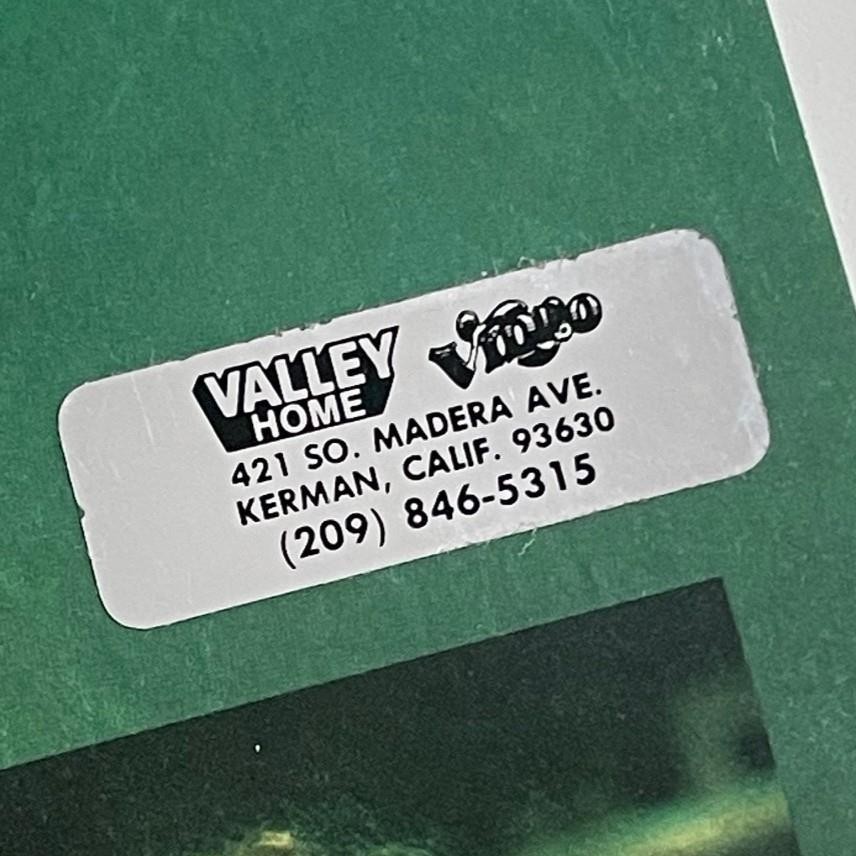 VALLEY HOME VIDEO
421 SO. MADERA AVE.
KERMAN, CALIF. 93630
(209) 846-5315